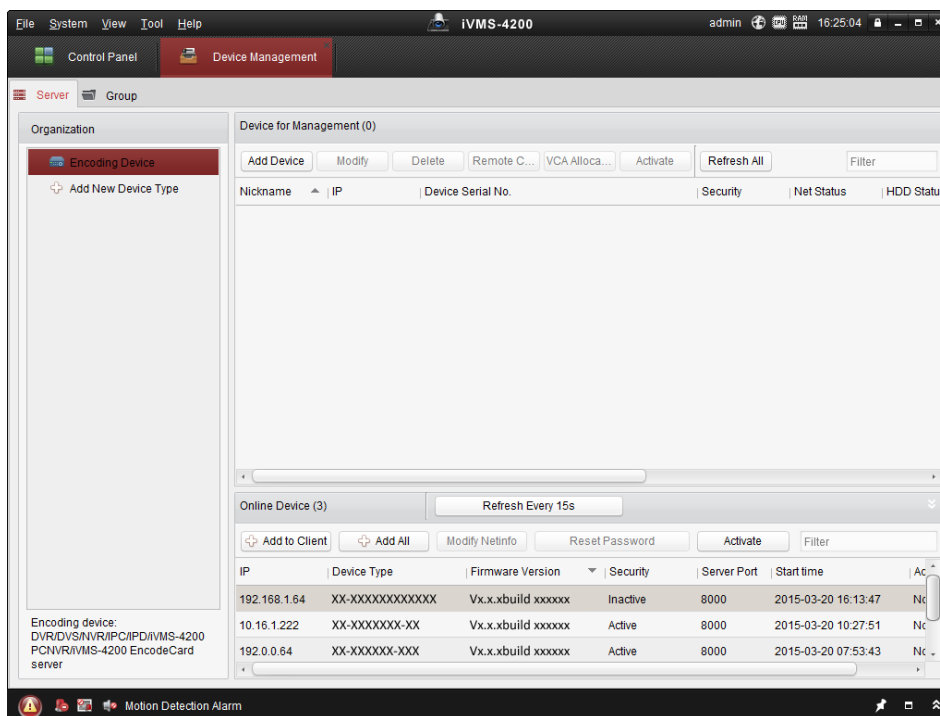 File System View Tool Help iVMS-4200 admin CPU RAM 16:25:04
Control Panel Device Management
Server Group
Organization
Encoding Device
Add New Device Type
Encoding device:
DVR/DVS/NVR/IPC/IPD/iVMS-4200
PCNVR/iVMS-4200 EncodeCard
server
Device for Management (0)
Add Device Modify Delete Remote C... VCA Alloca... Activate Refresh All Filter
Nickname IP Device Serial No. Security Net Status HDD Statu
Online Device (3) Refresh Every 15s
Add to Client Add All Modify Netinfo Reset Password Activate Filter
IP Device Type Firmware Version Security Server Port Start time Ac
192.168.1.64 XX-XXXXXXXXXXXX Vx.x.xbuild xxxxxx Inactive 8000 2015-03-20 16:13:47 No
10.16.1.222 XX-XXXXXXX-XX Vx.x.xbuild xxxxxx Active 8000 2015-03-20 10:27:51 No
192.0.0.64 XX-XXXXXX-XXX Vx.x.xbuild xxxxxx Active 8000 2015-03-20 07:53:43 No
Motion Detection Alarm